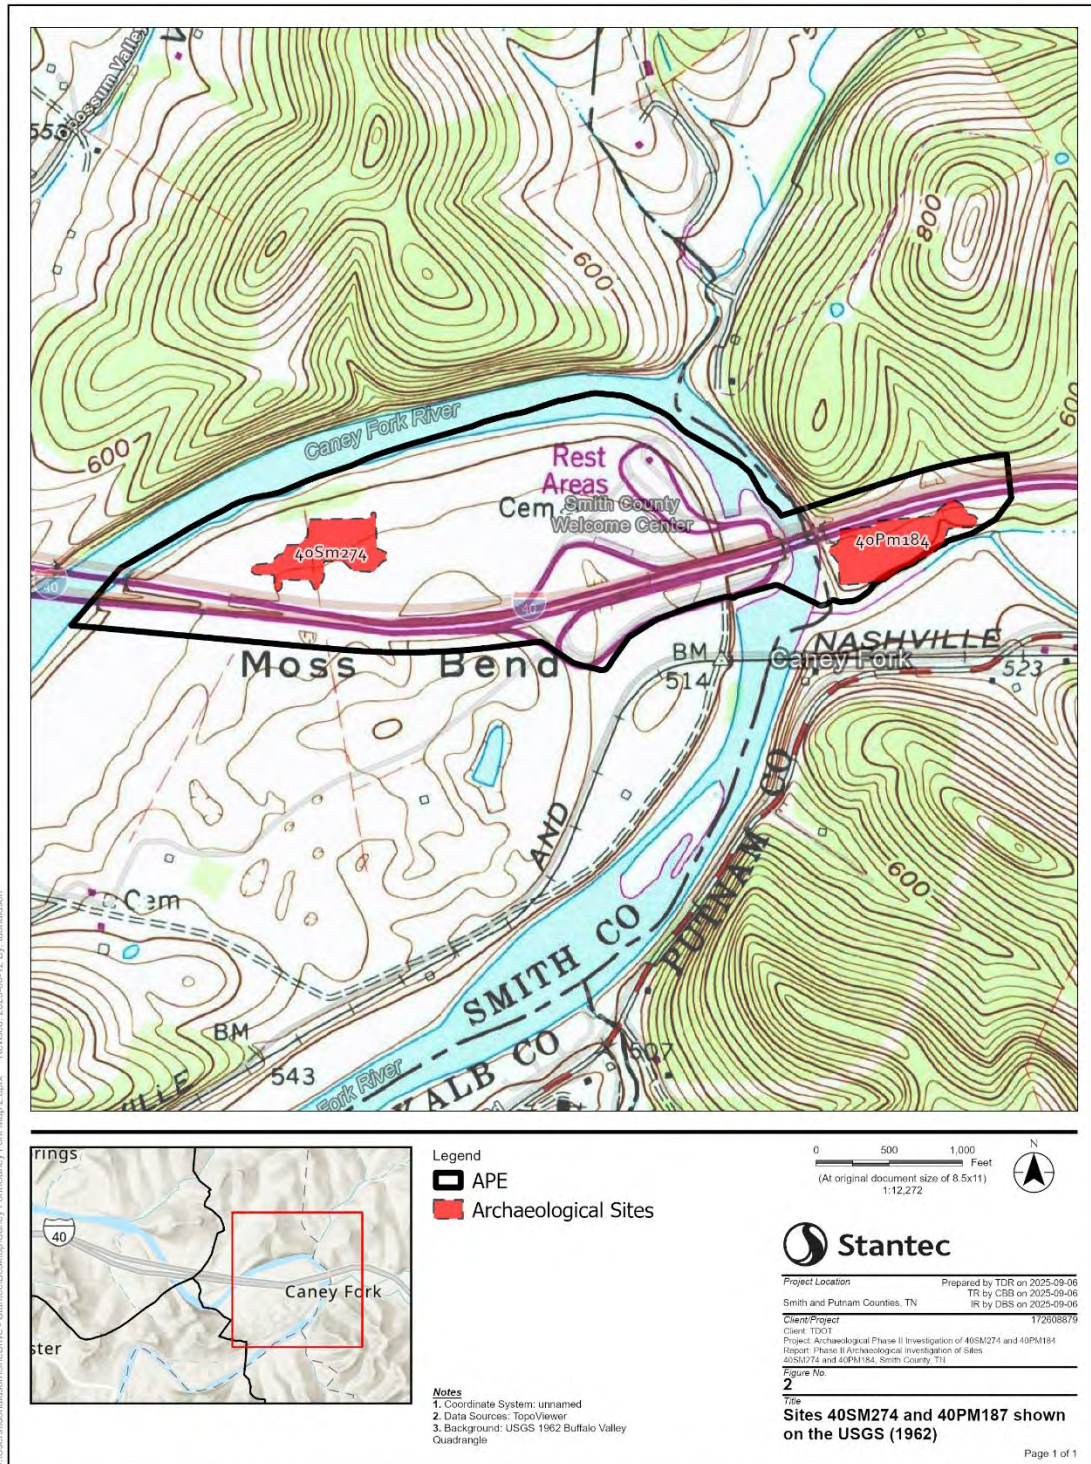 Opossum Valley
553
600
800
600
600
Caney Fork River
Rest
Areas
Cem
Smith County
Welcome Center
40Sm274
40Pm184
40
40
Moss Bend
BM
514
NASHVILLE
Caney Fork
523
AND
PUTNAM CO
600
Cem
SMITH CO
BM
543
507
Fork River
KALB CO
VILLE
rings
40
Caney Fork
ster
Legend
APE
Archaeological Sites
0 500 1,000
Feet
(At original document size of 8.5x11)
1:12,272
N
Stantec
Project Location
Prepared by TDR on 2025-09-06
TR by CBB on 2025-09-06
Smith and Putnam Counties, TN IR by DBS on 2025-09-06
Client/Project 172608879
Client: TDOT
Project: Archaeological Phase II Investigation of 40SM274 and 40PM184
Report: Phase II Archaeological Investigation of Sites
40SM274 and 40PM184, Smith County, TN
Figure No.
2
Title
Sites 40SM274 and 40PM187 shown
on the USGS (1962)
Page 1 of 1
Notes
1. Coordinate System: unnamed
2. Data Sources: TopoViewer
3. Background: USGS 1962 Buffalo Valley
Quadrangle